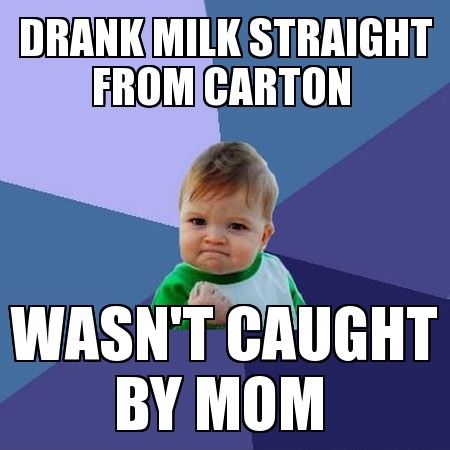 DRANK MILK STRAIGHT
FROM CARTON
WASN'T CAUGHT
BY MOM